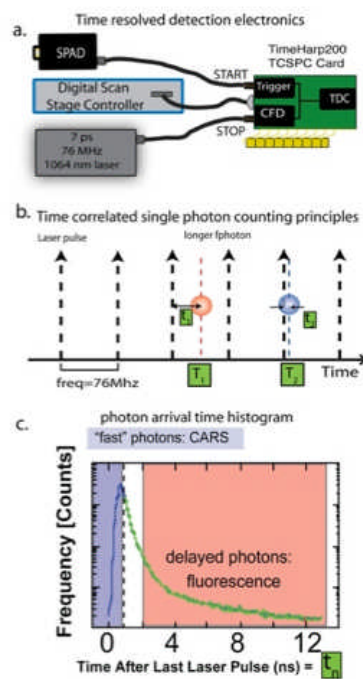 Time resolved detection electronics
a.
SPAD
TimeHarp200
TCSPC Card
START
Trigger
Digital Scan
Stage Controller
TDC
CFD
STOP
7 ps
76 MHz
1064 nm laser
b.
Time correlated single photon counting principles
Laser pulse
longer fphoton
T1
T2
Time
freq=76Mhz
photon arrival time histogram
c.
"fast" photons: CARS
Frequency [Counts]
delayed photons:
fluorescence
0 4 8 12
Time After Last Laser Pulse (ns) = tn